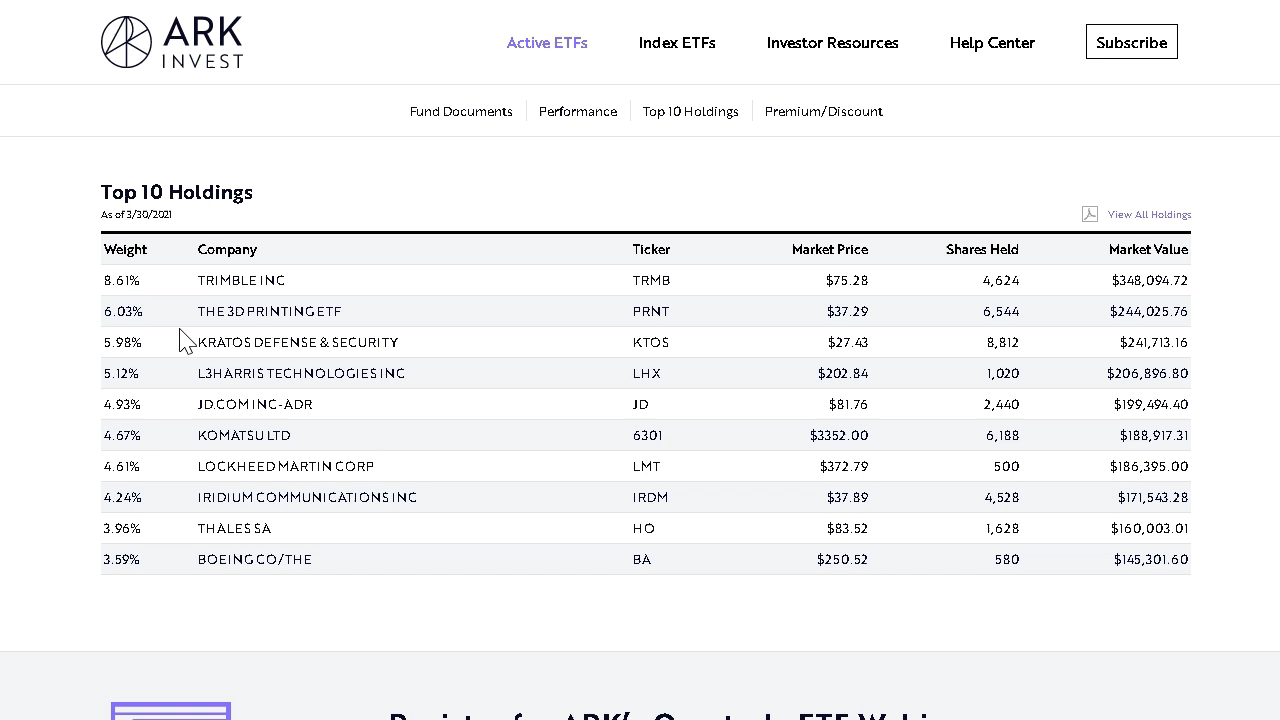 ARK
INVEST
Active ETFs Index ETFs Investor Resources Help Center Subscribe
Fund Documents Performance Top 10 Holdings Premium/Discount
Top 10 Holdings
As of 3/30/2021 View All Holdings
Weight Company Ticker Market Price Shares Held Market Value
8.61% TRIMBLE INC TRMB $75.28 4,624 $348,094.72
6.03% THE 3D PRINTING ETF PRNT $37.29 6,544 $244,025.76
5.98% KRATOS DEFENSE & SECURITY KTOS $27.43 8,812 $241,713.16
5.12% L3HARRIS TECHNOLOGIES INC LHX $202.84 1,020 $206,896.80
4.93% JD.COM INC-ADR JD $81.76 2,440 $199,494.40
4.67% KOMATSU LTD 6301 $3352.00 6,188 $188,917.31
4.61% LOCKHEED MARTIN CORP LMT $372.79 500 $186,395.00
4.24% IRIDIUM COMMUNICATIONS INC IRDM $37.89 4,528 $171,543.28
3.96% THALES SA HO $83.52 1,628 $160,003.01
3.59% BOEING CO/THE BA $250.52 580 $145,301.60
Register for ARK's Quarterly ETF